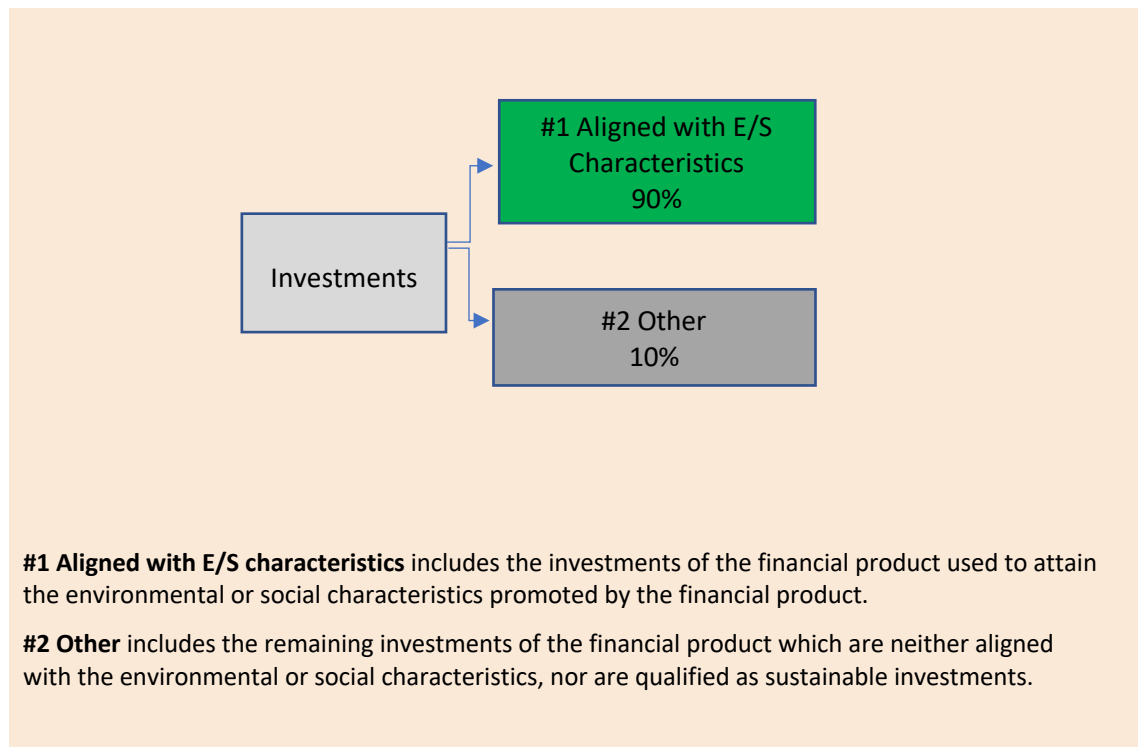 #1 Aligned with E/S
Characteristics
90%
Investments
#2 Other
10%
#1 Aligned with E/S characteristics includes the investments of the financial product used to attain
the environmental or social characteristics promoted by the financial product.
#2 Other includes the remaining investments of the financial product which are neither aligned
with the environmental or social characteristics, nor are qualified as sustainable investments.